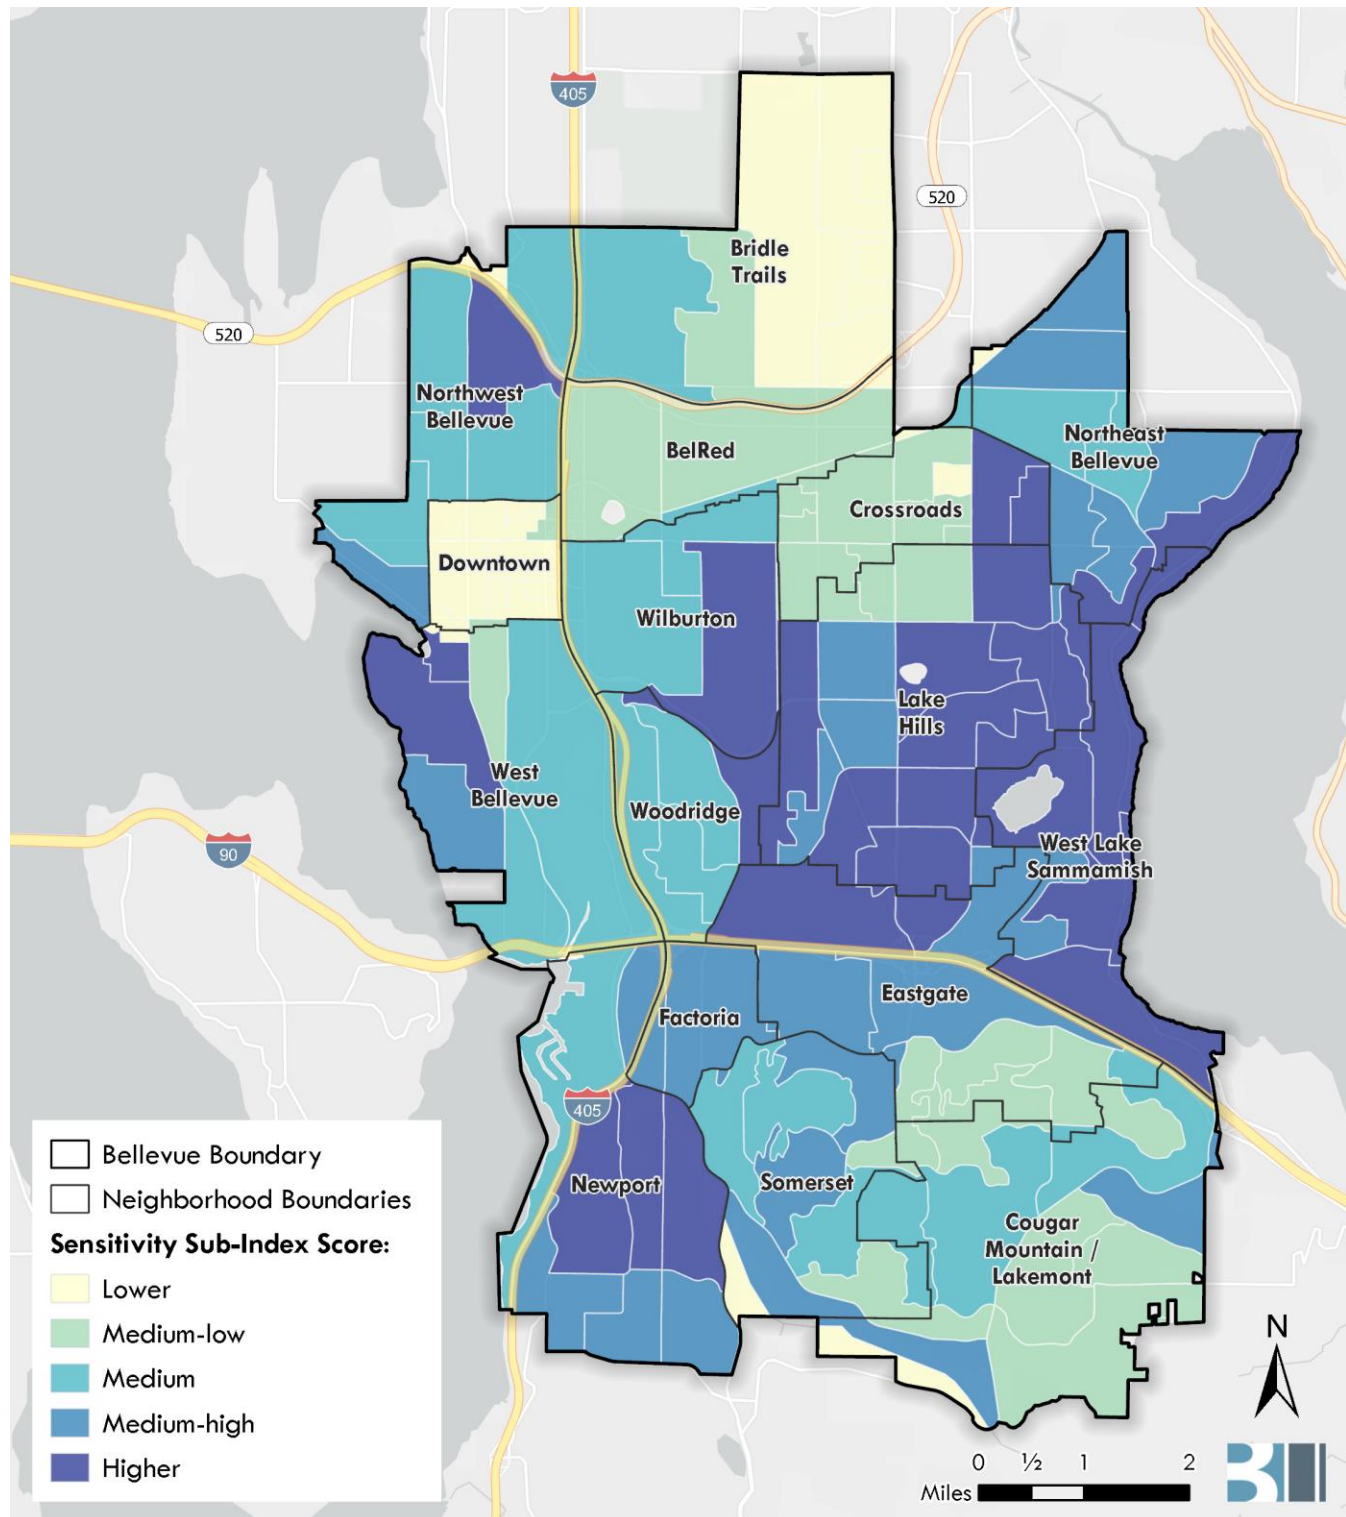 405
520
Bridle
Trails
520
Northwest
Bellevue
BelRed
Northeast
Bellevue
Crossroads
Downtown
Wilburton
Lake
Hills
West
Bellevue
Woodridge
90
West Lake
Sammamish
Eastgate
Factoria
405
Newport
Somerset
Cougar
Mountain /
Lakemont
Bellevue Boundary
Neighborhood Boundaries
Sensitivity Sub-Index Score:
Lower
Medium-low
Medium
Medium-high
Higher
N
0 ½ 1 2
Miles